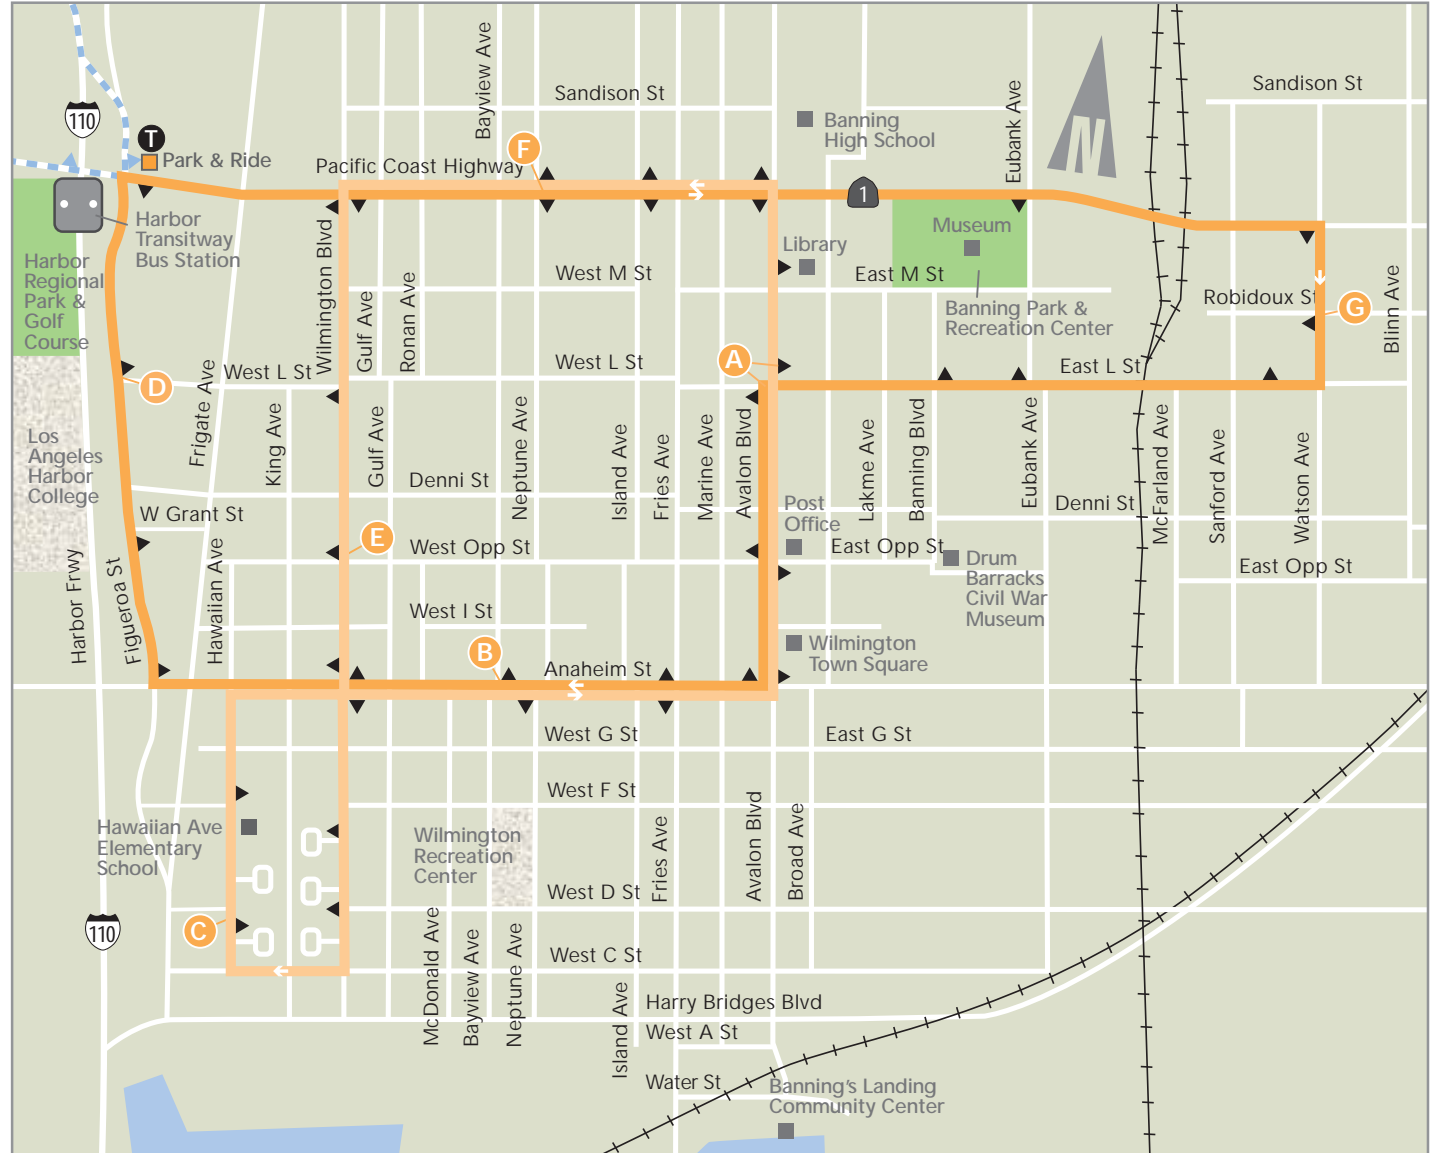 Bayview Ave
Sandison St
Sandison St
Eubank Ave
110
T
Park & Ride
Pacific Coast Highway
F
Banning
High School
1
Harbor
Transitway
Bus Station
Wilmington Blvd
Library
Museum
Harbor
Regional
Park &
Golf
Course
West M St
East M St
Gulf Ave
Ronan Ave
Banning Park &
Recreation Center
Robidoux St
G
Blinn Ave
A
D
Frigate Ave
West L St
West L St
East L St
King Ave
Gulf Ave
Neptune Ave
Island Ave
Fries Ave
Marine Ave
Avalon Blvd
Lakme Ave
Banning Blvd
Eubank Ave
McFarland Ave
Sanford Ave
Watson Ave
Los
Angeles
Harbor
College
Denni St
Denni St
W Grant St
Post
Office
E
West Opp St
East Opp St
East Opp St
Drum
Barracks
Civil War
Museum
Harbor Frwy
Figueroa St
Hawaiian Ave
West I St
B
Anaheim St
Wilmington
Town Square
West G St
East G St
West F St
Hawaiian Ave
Elementary
School
Wilmington
Recreation
Center
Fries Ave
Avalon Blvd
Broad Ave
West D St
110
C
McDonald Ave
Bayview Ave
Neptune Ave
West C St
Island Ave
Harry Bridges Blvd
West A St
Water St
Banning's Landing
Community Center